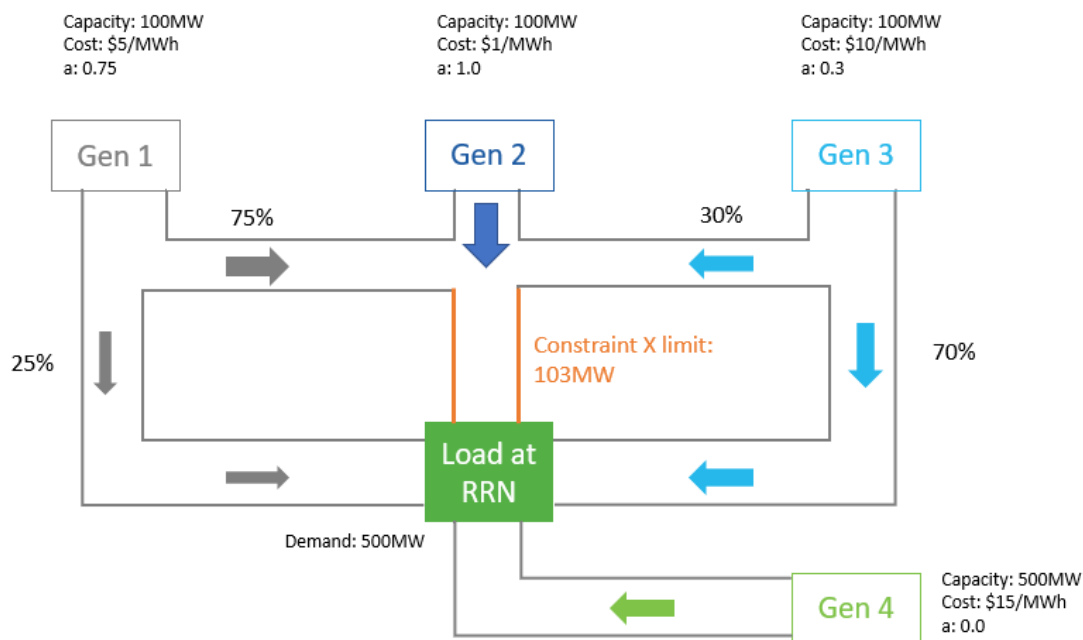 Capacity: 100MW
Cost: $5/MWh
a: 0.75
Capacity: 100MW
Cost: $1/MWh
a: 1.0
Capacity: 100MW
Cost: $10/MWh
a: 0.3
Gen 1
Gen 2
Gen 3
75%
30%
25%
Constraint X limit:
103MW
70%
Load at
RRN
Demand: 500MW
Gen 4
Capacity: 500MW
Cost: $15/MWh
a: 0.0